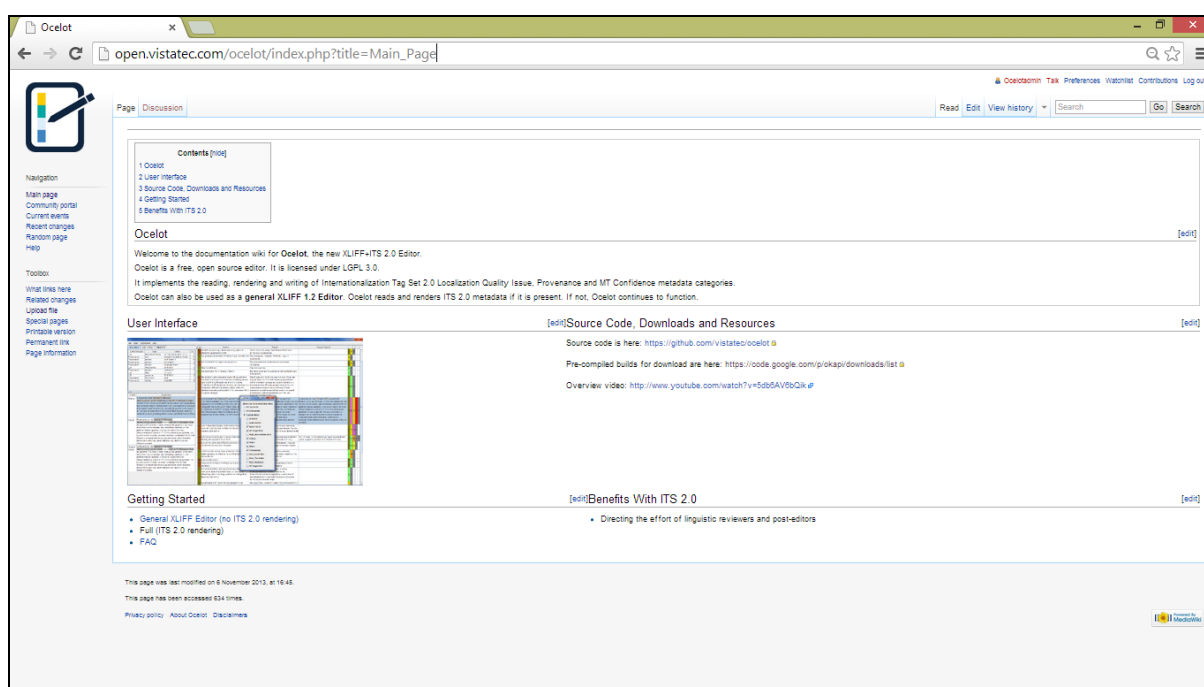 Ocelot
open.vistatec.com/ocelot/index.php?title=Main_Page
Ocelotadmin Talk Preferences Watchlist Contributions Log out
Page Discussion
Read Edit View history Search Go Search
Contents [hide]
1 Ocelot
2 User Interface
3 Source Code, Downloads and Resources
4 Getting Started
5 Benefits With ITS 2.0
Navigation
Main page
Community portal
Current events
Recent changes
Random page
Help
Toolbox
What links here
Related changes
Upload file
Special pages
Printable version
Permanent link
Page information
Ocelot [edit]
Welcome to the documentation wiki for Ocelot, the new XLIFF+ITS 2.0 Editor.
Ocelot is a free, open source editor. It is licensed under LGPL 3.0.
It implements the reading, rendering and writing of Internationalization Tag Set 2.0 Localization Quality Issue, Provenance and MT Confidence metadata categories.
Ocelot can also be used as a general XLIFF 1.2 Editor. Ocelot reads and renders ITS 2.0 metadata if it is present. If not, Ocelot continues to function.
User Interface [edit]
Source Code, Downloads and Resources [edit]
Source code is here: https://github.com/vistatec/ocelot
Pre-compiled builds for download are here: https://code.google.com/p/okapi/downloads/list
Overview video: http://www.youtube.com/watch?v=5db6AV6bQik
Getting Started [edit]
General XLIFF Editor (no ITS 2.0 rendering)
Full (ITS 2.0 rendering)
FAQ
Benefits With ITS 2.0 [edit]
Directing the effort of linguistic reviewers and post-editors
This page was last modified on 6 November 2013, at 16:45.
This page has been accessed 634 times.
Privacy policy About Ocelot Disclaimers
Powered By
MediaWiki